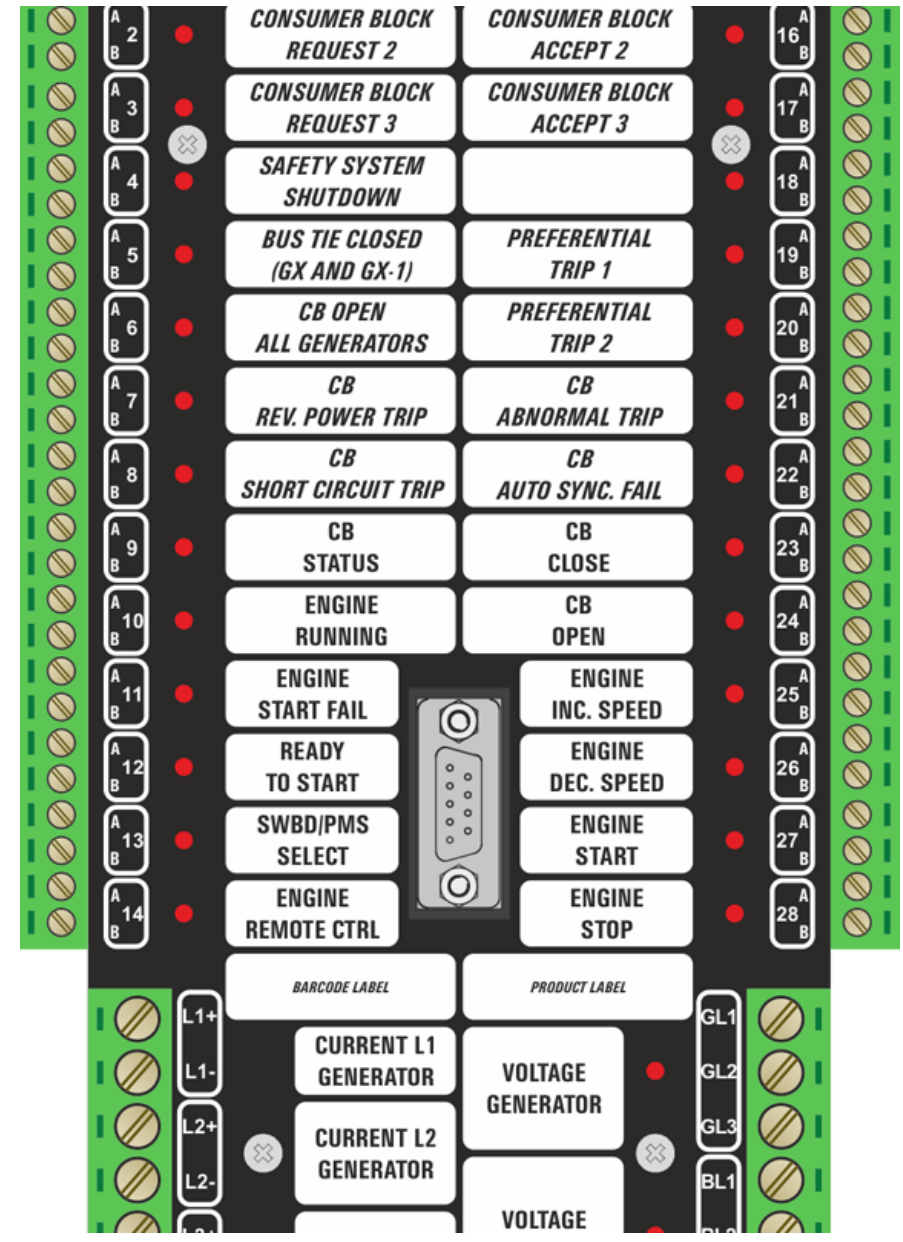 A
2
B
CONSUMER BLOCK
REQUEST 2
CONSUMER BLOCK
ACCEPT 2
A
16
B
A
3
B
CONSUMER BLOCK
REQUEST 3
CONSUMER BLOCK
ACCEPT 3
A
17
B
A
4
B
SAFETY SYSTEM
SHUTDOWN
A
18
B
A
5
B
BUS TIE CLOSED
(GX AND GX-1)
PREFERENTIAL
TRIP 1
A
19
B
A
6
B
CB OPEN
ALL GENERATORS
PREFERENTIAL
TRIP 2
A
20
B
A
7
B
CB
REV. POWER TRIP
CB
ABNORMAL TRIP
A
21
B
A
8
B
CB
SHORT CIRCUIT TRIP
CB
AUTO SYNC. FAIL
A
22
B
A
9
B
CB
STATUS
CB
CLOSE
A
23
B
A
10
B
ENGINE
RUNNING
CB
OPEN
A
24
B
A
11
B
ENGINE
START FAIL
ENGINE
INC. SPEED
A
25
B
A
12
B
READY
TO START
ENGINE
DEC. SPEED
A
26
B
A
13
B
SWBD/PMS
SELECT
ENGINE
START
A
27
B
A
14
B
ENGINE
REMOTE CTRL
ENGINE
STOP
A
28
B
BARCODE LABEL
PRODUCT LABEL
L1+
L1-
CURRENT L1
GENERATOR
VOLTAGE
GENERATOR
GL1
GL2
GL3
L2+
L2-
CURRENT L2
GENERATOR
VOLTAGE
BL1